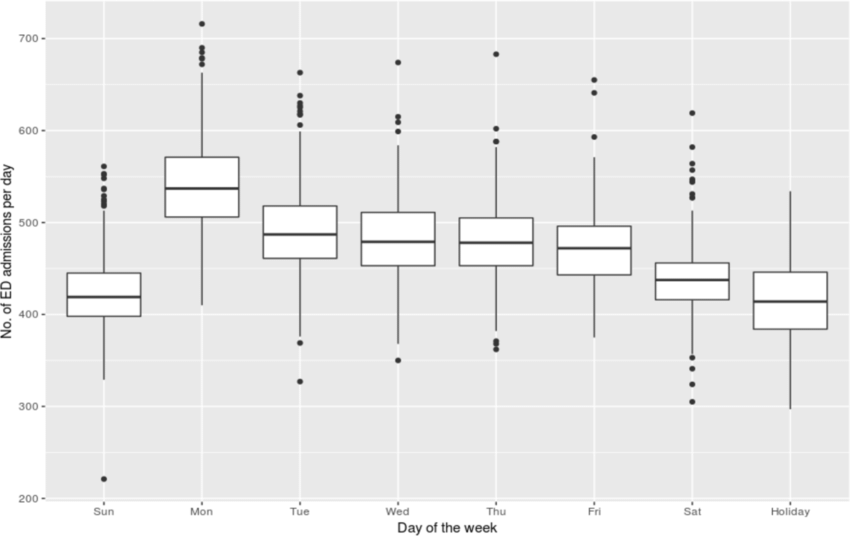 No. of ED admissions per day
700
600
500
400
300
200
Sun Mon Tue Wed Thu Fri Sat Holiday
Day of the week